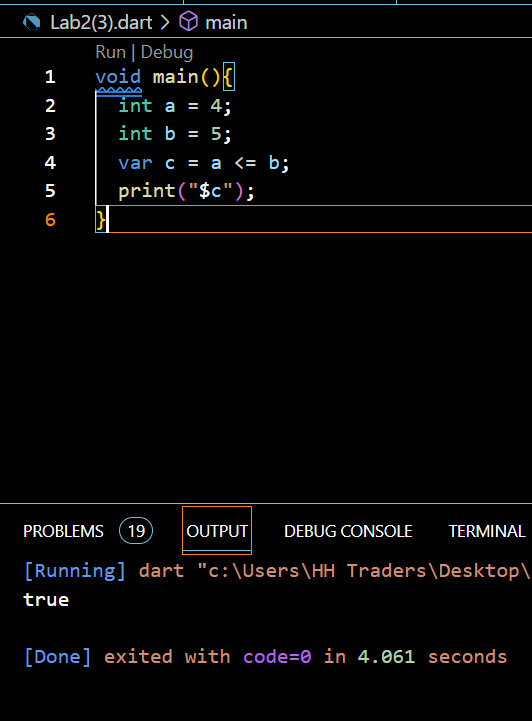 Lab2(3).dart > main
Run | Debug
1 void main(){
2 int a = 4;
3 int b = 5;
4 var c = a <= b;
5 print("$c");
6 }
PROBLEMS 19 OUTPUT DEBUG CONSOLE TERMINAL
[Running] dart "c:\Users\HH Traders\Desktop\
true
[Done] exited with code=0 in 4.061 seconds